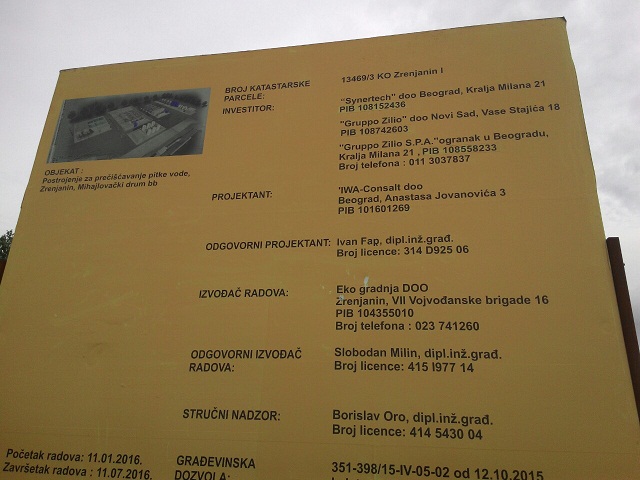 BROJ KATASTARSKE
PARCELE:
13469/3 KO Zrenjanin I
INVESTITOR:
"Synertech" doo Beograd, Kralja Milana 21
PIB 108152436
"Gruppo Zilio" doo Novi Sad, Vase Stajića 18
PIB 108742603
"Gruppo Zilio S.P.A."ogranak u Beogradu,
Kralja Milana 21 , PIB 108558233
Broj telefona : 011 3037837
OBJEKAT :
Postrojenje za prečišćavanje pitke vode,
Zrenjanin, Mihajlovački drum bb
PROJEKTANT:
'IWA-Consalt doo
Beograd, Anastasa Jovanovića 3
PIB 101601269
ODGOVORNI PROJEKTANT:
Ivan Fap, dipl.inž.građ.
Broj licence: 314 D925 06
IZVOĐAČ RADOVA:
Eko gradnja DOO
Zrenjanin, VII Vojvođanske brigade 16
PIB 104355010
Broj telefona : 023 741260
ODGOVORNI IZVOĐAČ
RADOVA:
Slobodan Milin, dipl.inž.građ.
Broj licence: 415 I977 14
STRUČNI NADZOR:
Borislav Oro, dipl.inž.građ.
Broj licence: 414 5430 04
Početak radova: 11.01.2016.
Završetak radova : 11.07.2016.
GRAĐEVINSKA
DOZVOLA:
351-398/15-IV-05-02 od 12.10.2015